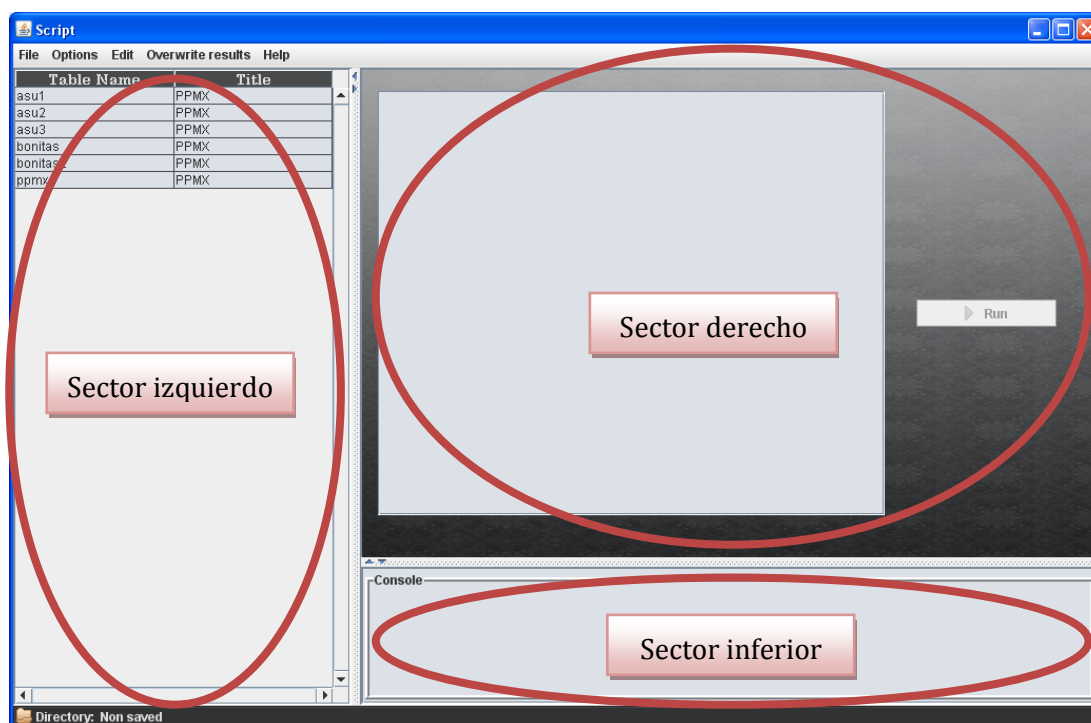 Script
File Options Edit Overwrite results Help
Table Name Title
asu1 PPMX
asu2 PPMX
asu3 PPMX
bonitas PPMX
PPMX
ppmx PPMX
Run
Sector derecho
Sector izquierdo
Console
Sector inferior
Directory: Non saved